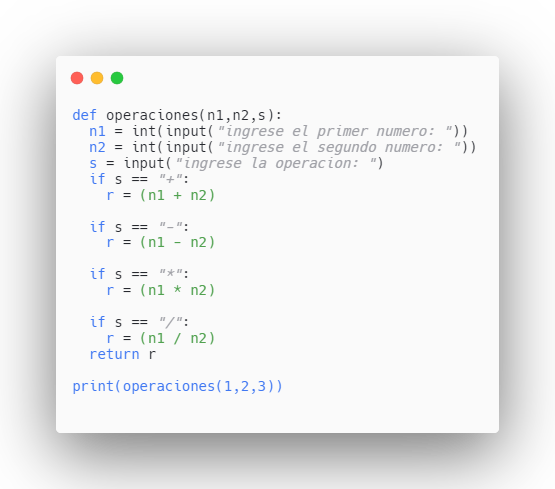 def operaciones(n1,n2,s):
  n1 = int(input("ingrese el primer numero: "))
  n2 = int(input("ingrese el segundo numero: "))
  s = input("ingrese la operacion: ")
  if s == "+":
    r = (n1 + n2)

  if s == "-":
    r = (n1 - n2)

  if s == "*":
    r = (n1 * n2)

  if s == "/":
    r = (n1 / n2)
  return r

print(operaciones(1,2,3))